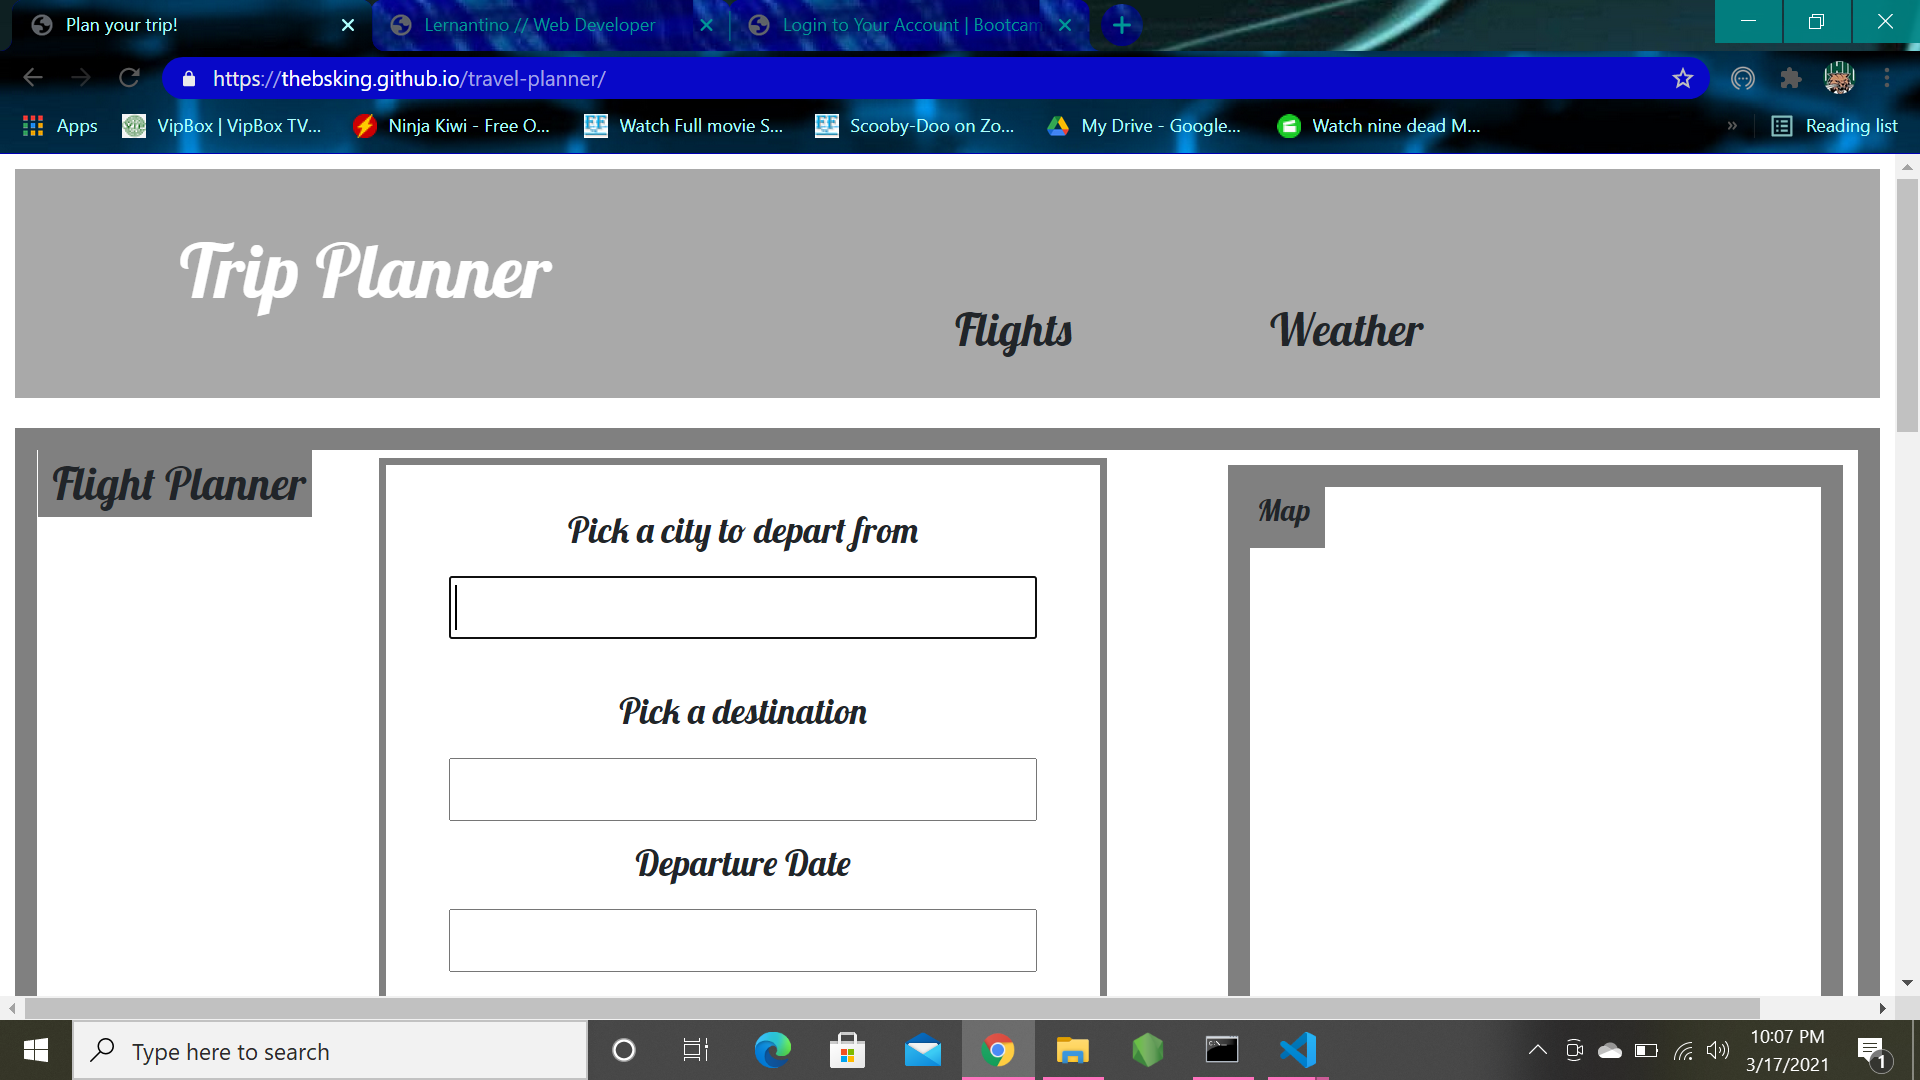 Plan your trip!
Lernantino // Web Developer
Login to Your Account | Bootcam
https://thebsking.github.io/travel-planner/
Apps
VipBox | VipBox TV...
Ninja Kiwi - Free O...
Watch Full movie S...
Scooby-Doo on Zo...
My Drive - Google...
Watch nine dead M...
»
Reading list
Trip Planner
Flights
Weather
Flight Planner
Pick a city to depart from
Map
Pick a destination
Departure Date
Type here to search
10:07 PM
3/17/2021
1